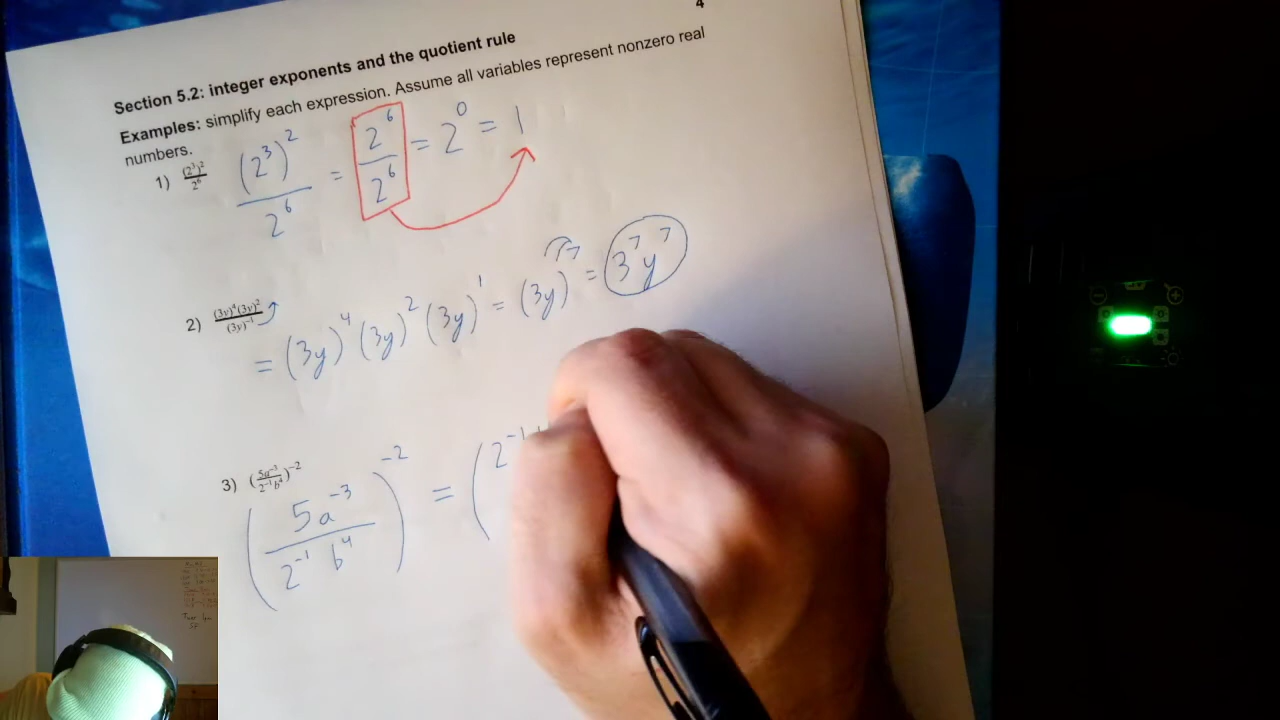 4
Section 5.2: integer exponents and the quotient rule
Examples: simplify each expression. Assume all variables represent nonzero real
numbers.
1) (2³)²/2⁶ (2³)²/2⁶ = 2⁶/2⁶ = 2⁰ = 1
2) (3y)⁴(3y)²/(3y)⁻¹
= (3y)⁴ (3y)² (3y)¹ = (3y)⁷ = 3⁷y⁷
3) (5a⁻³/2⁻¹b⁴)⁻²
(5a⁻³/2⁻¹ b⁴)⁻² = (2⁻¹